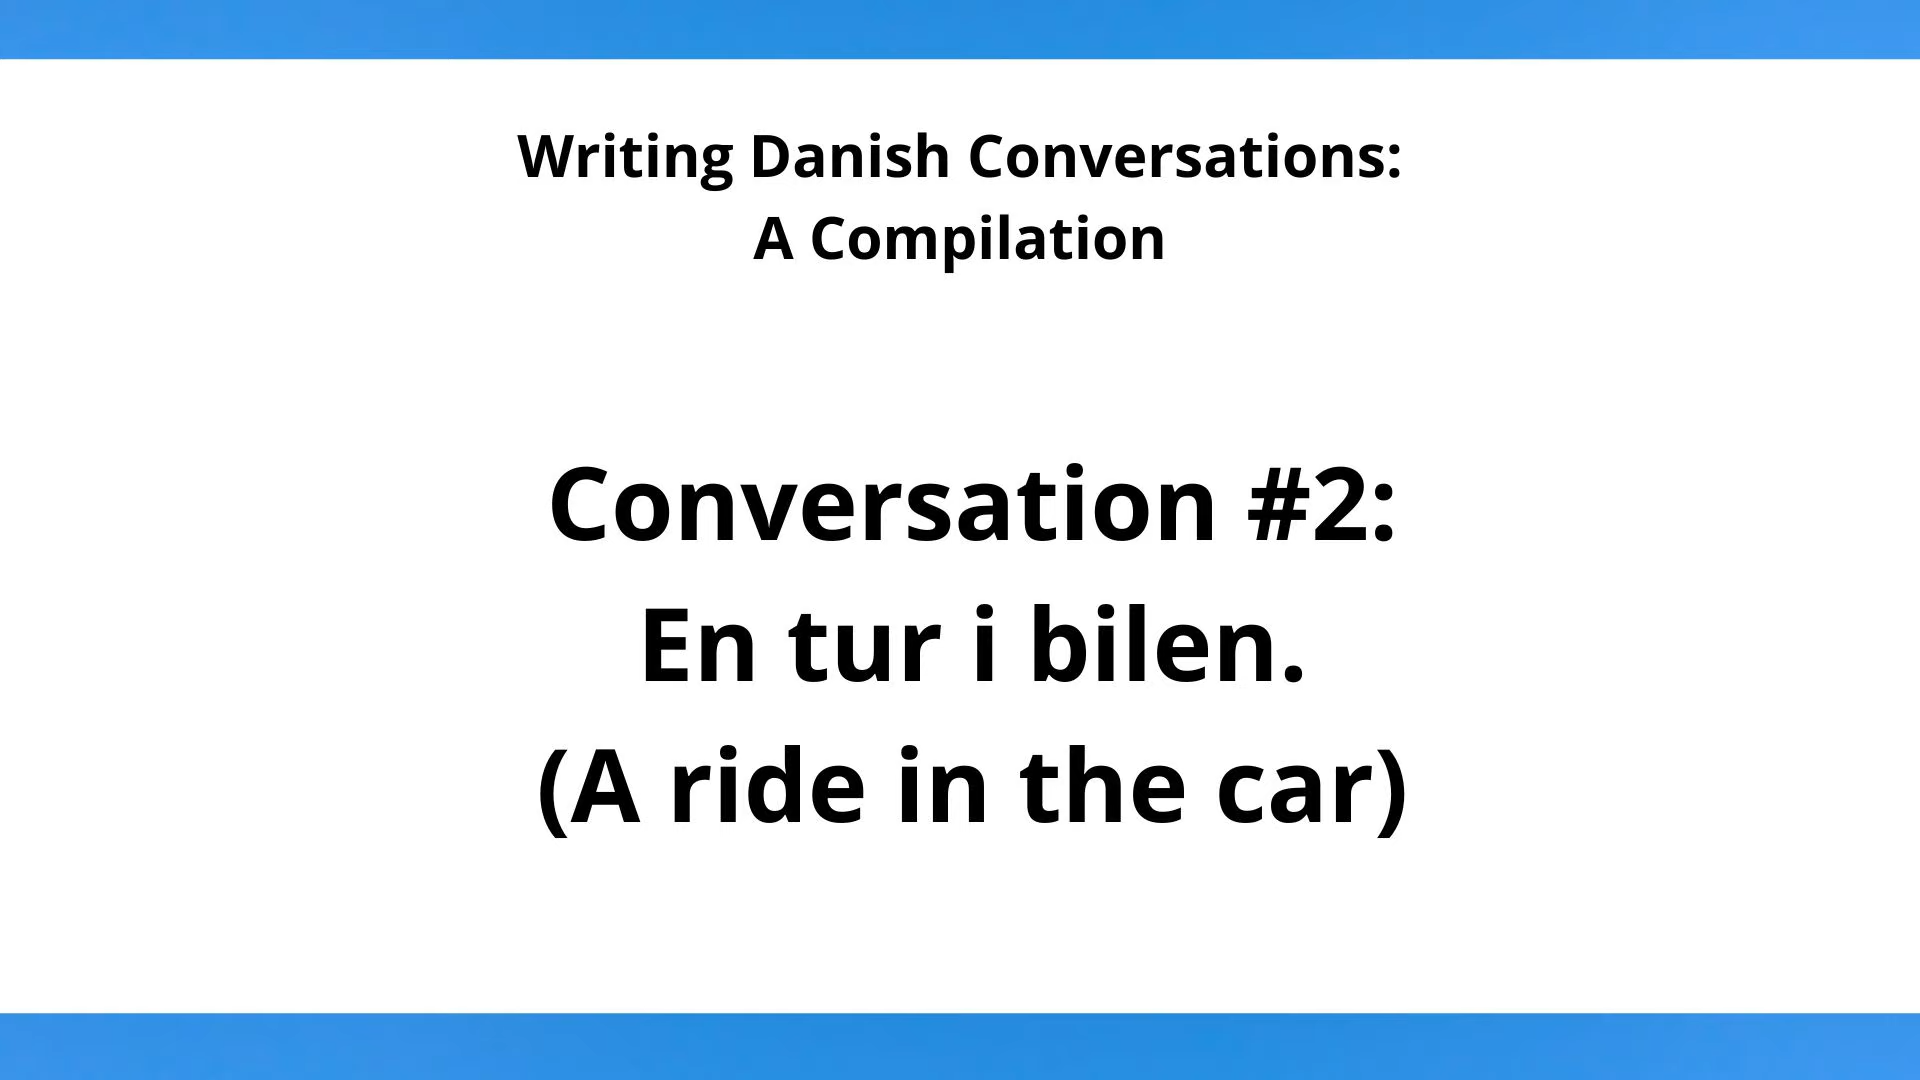 Writing Danish Conversations:
A Compilation
Conversation #2:
En tur i bilen.
(A ride in the car)